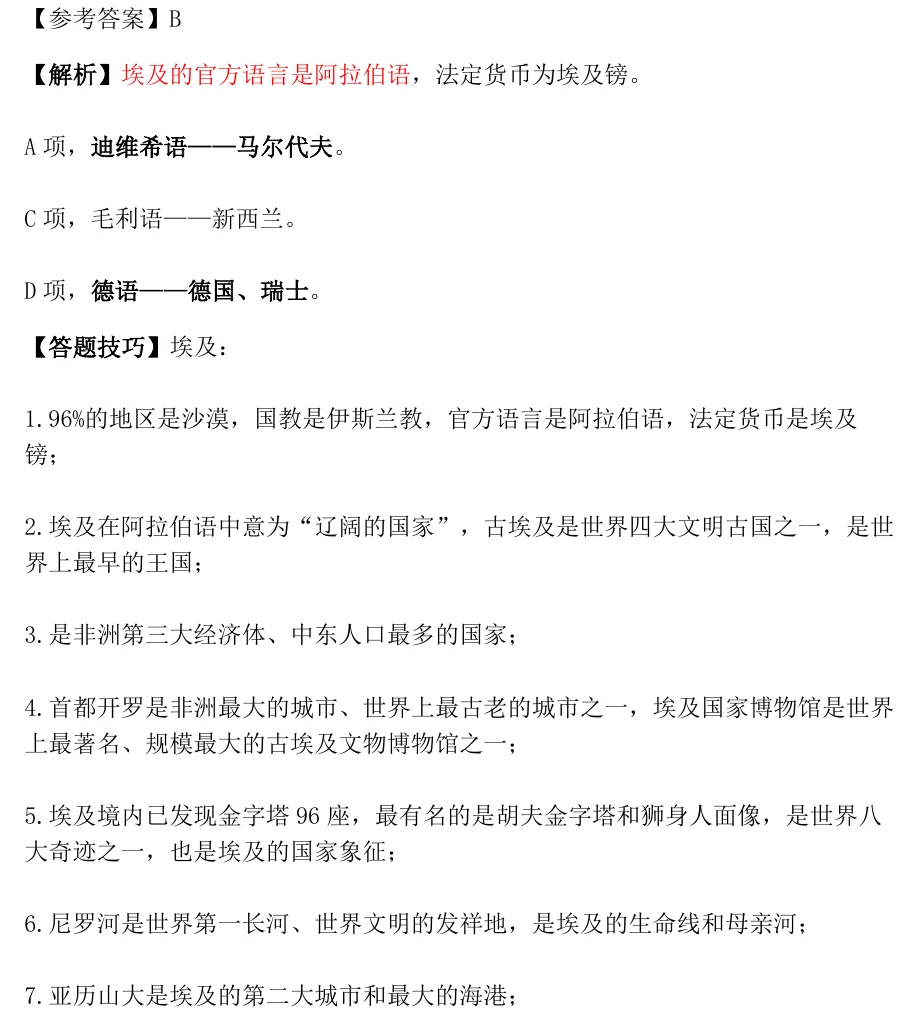 【参考答案】B
【解析】埃及的官方语言是阿拉伯语，法定货币为埃及镑。
A 项，迪维希语——马尔代夫。
C 项，毛利语——新西兰。
D 项，德语——德国、瑞士。
【答题技巧】埃及：
1.96%的地区是沙漠，国教是伊斯兰教，官方语言是阿拉伯语，法定货币是埃及
镑；
2.埃及在阿拉伯语中意为“辽阔的国家”，古埃及是世界四大文明古国之一，是世
界上最早的王国；
3.是非洲第三大经济体、中东人口最多的国家；
4.首都开罗是非洲最大的城市、世界上最古老的城市之一，埃及国家博物馆是世界
上最著名、规模最大的古埃及文物博物馆之一；
5.埃及境内已发现金字塔 96 座，最有名的是胡夫金字塔和狮身人面像，是世界八
大奇迹之一，也是埃及的国家象征；
6.尼罗河是世界第一长河、世界文明的发祥地，是埃及的生命线和母亲河；
7.亚历山大是埃及的第二大城市和最大的海港；